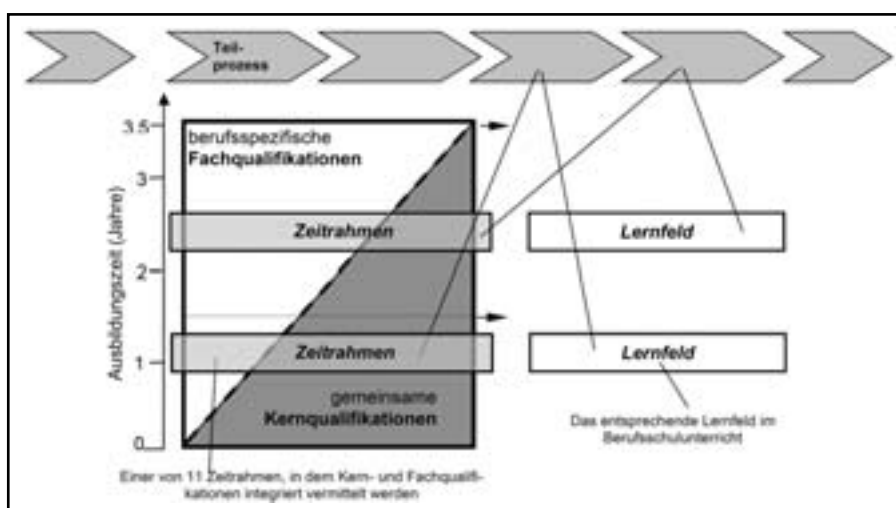 Teil-
prozess
3.5
berufsspezifische
Fachqualifikationen
3
Zeitrahmen
Lernfeld
2
Ausbildungszeit (Jahre)
Zeitrahmen
Lernfeld
1
gemeinsame
Kernqualifikationen
Das entsprechende Lernfeld im
Berufsschulunterricht
0
Einer von 11 Zeitrahmen, in dem Kern- und Fachqualifi-
kationen integriert vermittelt werden